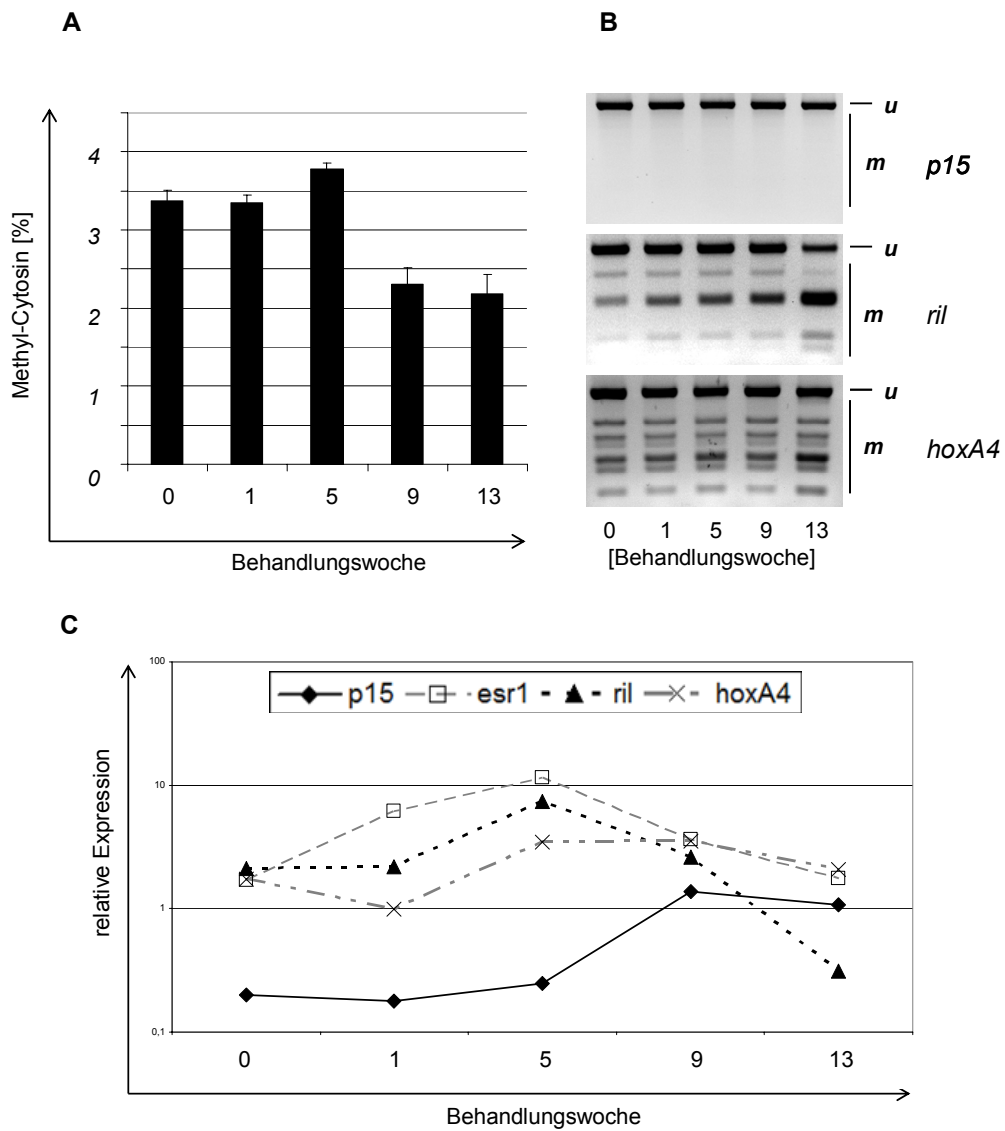 A
Methyl-Cytosin [%]
4
3
2
1
0
0 1 5 9 13
Behandlungswoche
B
u
m p15
u
m ril
u
m hoxA4
0 1 5 9 13
[Behandlungswoche]
C
relative Expression
100
10
1
0,1
p15 esr1 ril hoxA4
0 1 5 9 13
Behandlungswoche